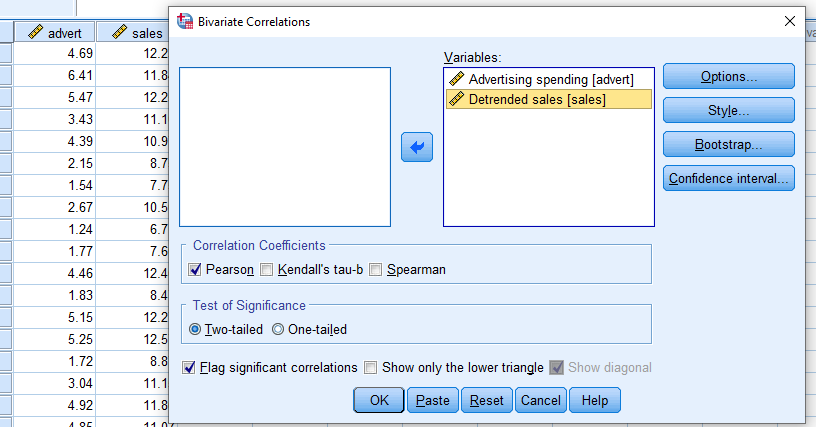 Bivariate Correlations
advert sales
4.69 12.2
6.41 11.8
5.47 12.2
3.43 11.1
4.39 10.9
2.15 8.7
1.54 7.7
2.67 10.5
1.24 6.7
1.77 7.6
4.46 12.4
1.83 8.4
5.15 12.2
5.25 12.5
1.72 8.8
3.04 11.1
4.92 11.8
4.85 11.07
Variables:
Advertising spending [advert]
Detrended sales [sales]
Options...
Style...
Bootstrap...
Confidence interval...
Correlation Coefficients
Pearson Kendall's tau-b Spearman
Test of Significance
Two-tailed One-tailed
Flag significant correlations Show only the lower triangle Show diagonal
OK Paste Reset Cancel Help